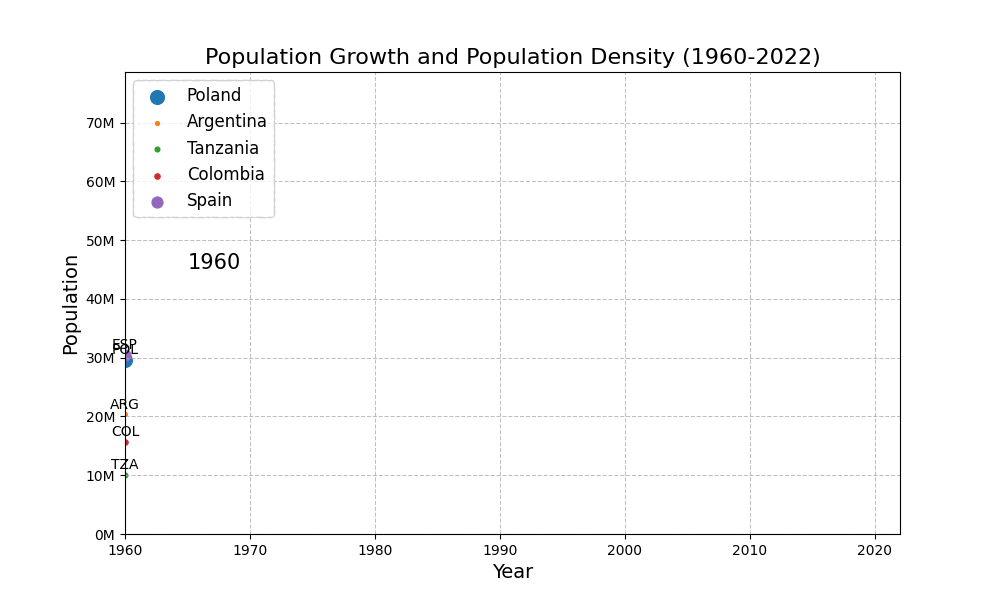 Population Growth and Population Density (1960-2022)
Poland
Argentina
Tanzania
Colombia
Spain
1960
Population
70M
60M
50M
40M
30M
20M
10M
0M
ESP
POL
ARG
COL
TZA
1960 1970 1980 1990 2000 2010 2020
Year